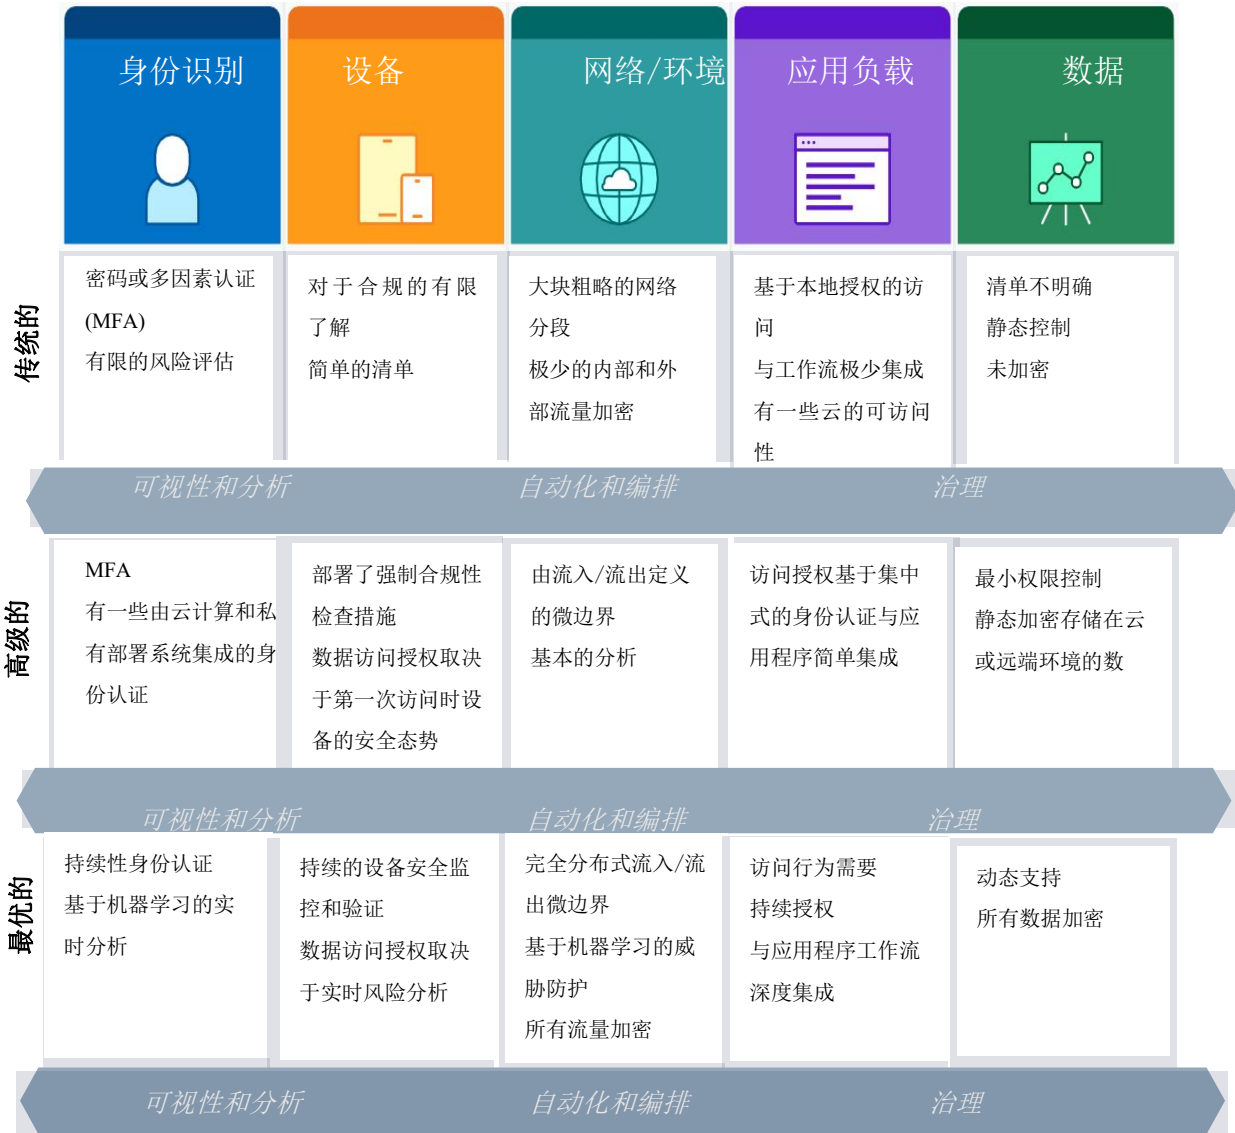 身份识别
设备
网络/环境
应用负载
数据
传统的
密码或多因素认证
(MFA)
有限的风险评估
对于合规的有限
了解
简单的清单
大块粗略的网络
分段
极少的内部和外
部流量加密
基于本地授权的访
问
与工作流极少集成
有一些云的可访问
性
清单不明确
静态控制
未加密
可视性和分析
自动化和编排
治理
高级的
MFA
有一些由云计算和私
有部署系统集成的身
份认证
部署了强制合规性
检查措施
数据访问授权取决
于第一次访问时设
备的安全态势
由流入/流出定义
的微边界
基本的分析
访问授权基于集中
式的身份认证与应
用程序简单集成
最小权限控制
静态加密存储在云
或远端环境的数
可视性和分析
自动化和编排
治理
最优的
持续性身份认证
基于机器学习的实
时分析
持续的设备安全监
控和验证
数据访问授权取决
于实时风险分析
完全分布式流入/流
出微边界
基于机器学习的威
胁防护
所有流量加密
访问行为需要
持续授权
与应用程序工作流
深度集成
动态支持
所有数据加密
可视性和分析
自动化和编排
治理